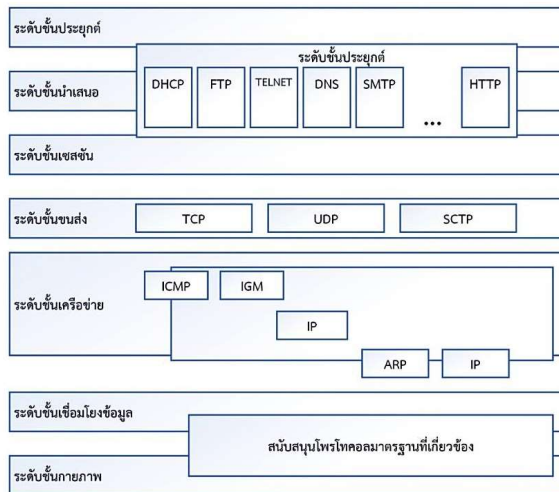 ระดับชั้นประยุกต์
ระดับชั้นประยุกต์
ระดับชั้นนำเสนอ
DHCP FTP TELNET DNS SMTP ... HTTP
ระดับชั้นเซสชัน
ระดับชั้นขนส่ง TCP UDP SCTP
ระดับชั้นเครือข่าย
ICMP IGM
IP
ARP IP
ระดับชั้นเชื่อมโยงข้อมูล
สนับสนุนโพรโทคอลมาตรฐานที่เกี่ยวข้อง
ระดับชั้นกายภาพ